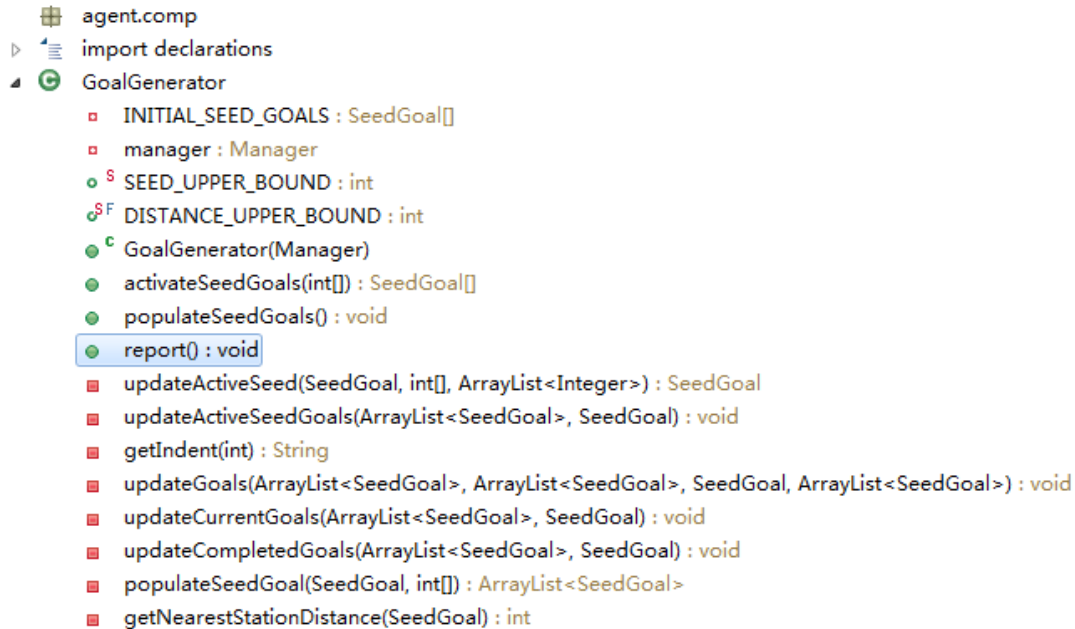 agent.comp
import declarations
GoalGenerator
INITIAL_SEED_GOALS : SeedGoal[]
manager : Manager
S SEED_UPPER_BOUND : int
S F DISTANCE_UPPER_BOUND : int
C GoalGenerator(Manager)
activateSeedGoals(int[]) : SeedGoal[]
populateSeedGoals() : void
report() : void
updateActiveSeed(SeedGoal, int[], ArrayList<Integer>) : SeedGoal
updateActiveSeedGoals(ArrayList<SeedGoal>, SeedGoal) : void
getIndent(int) : String
updateGoals(ArrayList<SeedGoal>, ArrayList<SeedGoal>, SeedGoal, ArrayList<SeedGoal>) : void
updateCurrentGoals(ArrayList<SeedGoal>, SeedGoal) : void
updateCompletedGoals(ArrayList<SeedGoal>, SeedGoal) : void
populateSeedGoal(SeedGoal, int[]) : ArrayList<SeedGoal>
getNearestStationDistance(SeedGoal) : int